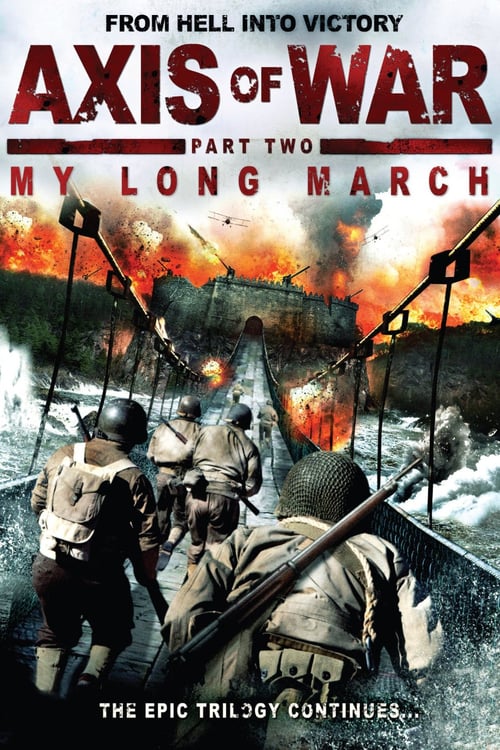 FROM HELL INTO VICTORY
AXIS OF WAR
PART TWO
MY LONG MARCH
THE EPIC TRILOGY CONTINUES...